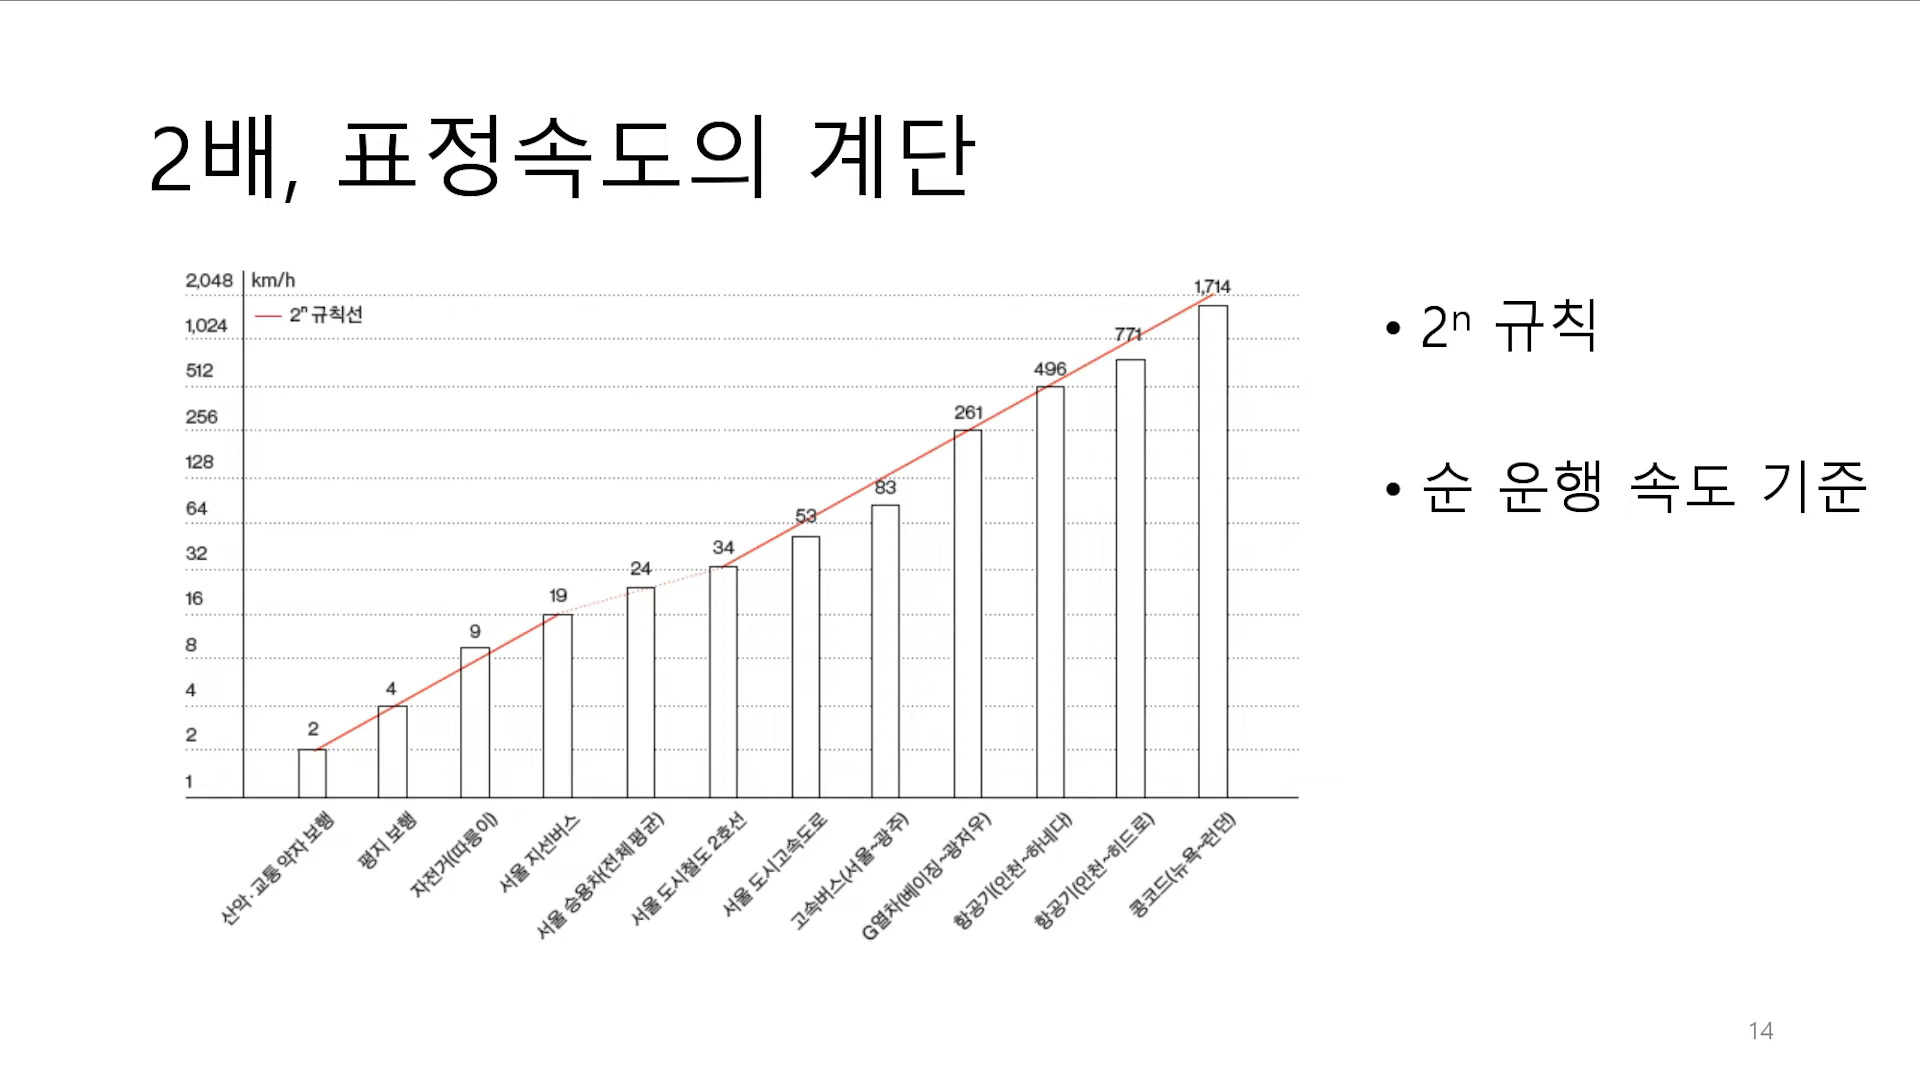 2배, 표정속도의 계단
2,048 km/h
2ⁿ 규칙선
1,024
512
256
128
64
32
16
8
4
2
1
2
4
9
19
24
34
53
83
261
496
771
1,714
산악·교통 약자 보행
평지 보행
자전거(따릉이)
서울 지선버스
서울 승용차(전체 평균)
서울 도시철도 2호선
서울 도시고속도로
고속버스(서울~광주)
G열차(베이징~광저우)
항공기(인천~하네다)
항공기(인천~히드로)
콩코드(뉴욕~런던)
• 2ⁿ 규칙
• 순 운행 속도 기준
14